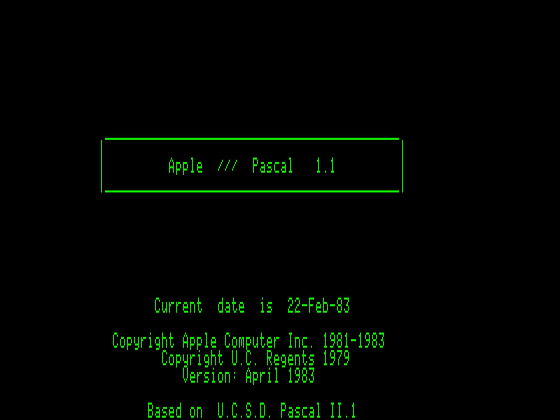 Apple  ///  Pascal   1.1
Current  date  is  22-Feb-83
Copyright Apple Computer Inc. 1981-1983
Copyright U.C. Regents 1979
Version: April 1983
Based on  U.C.S.D. Pascal II.1